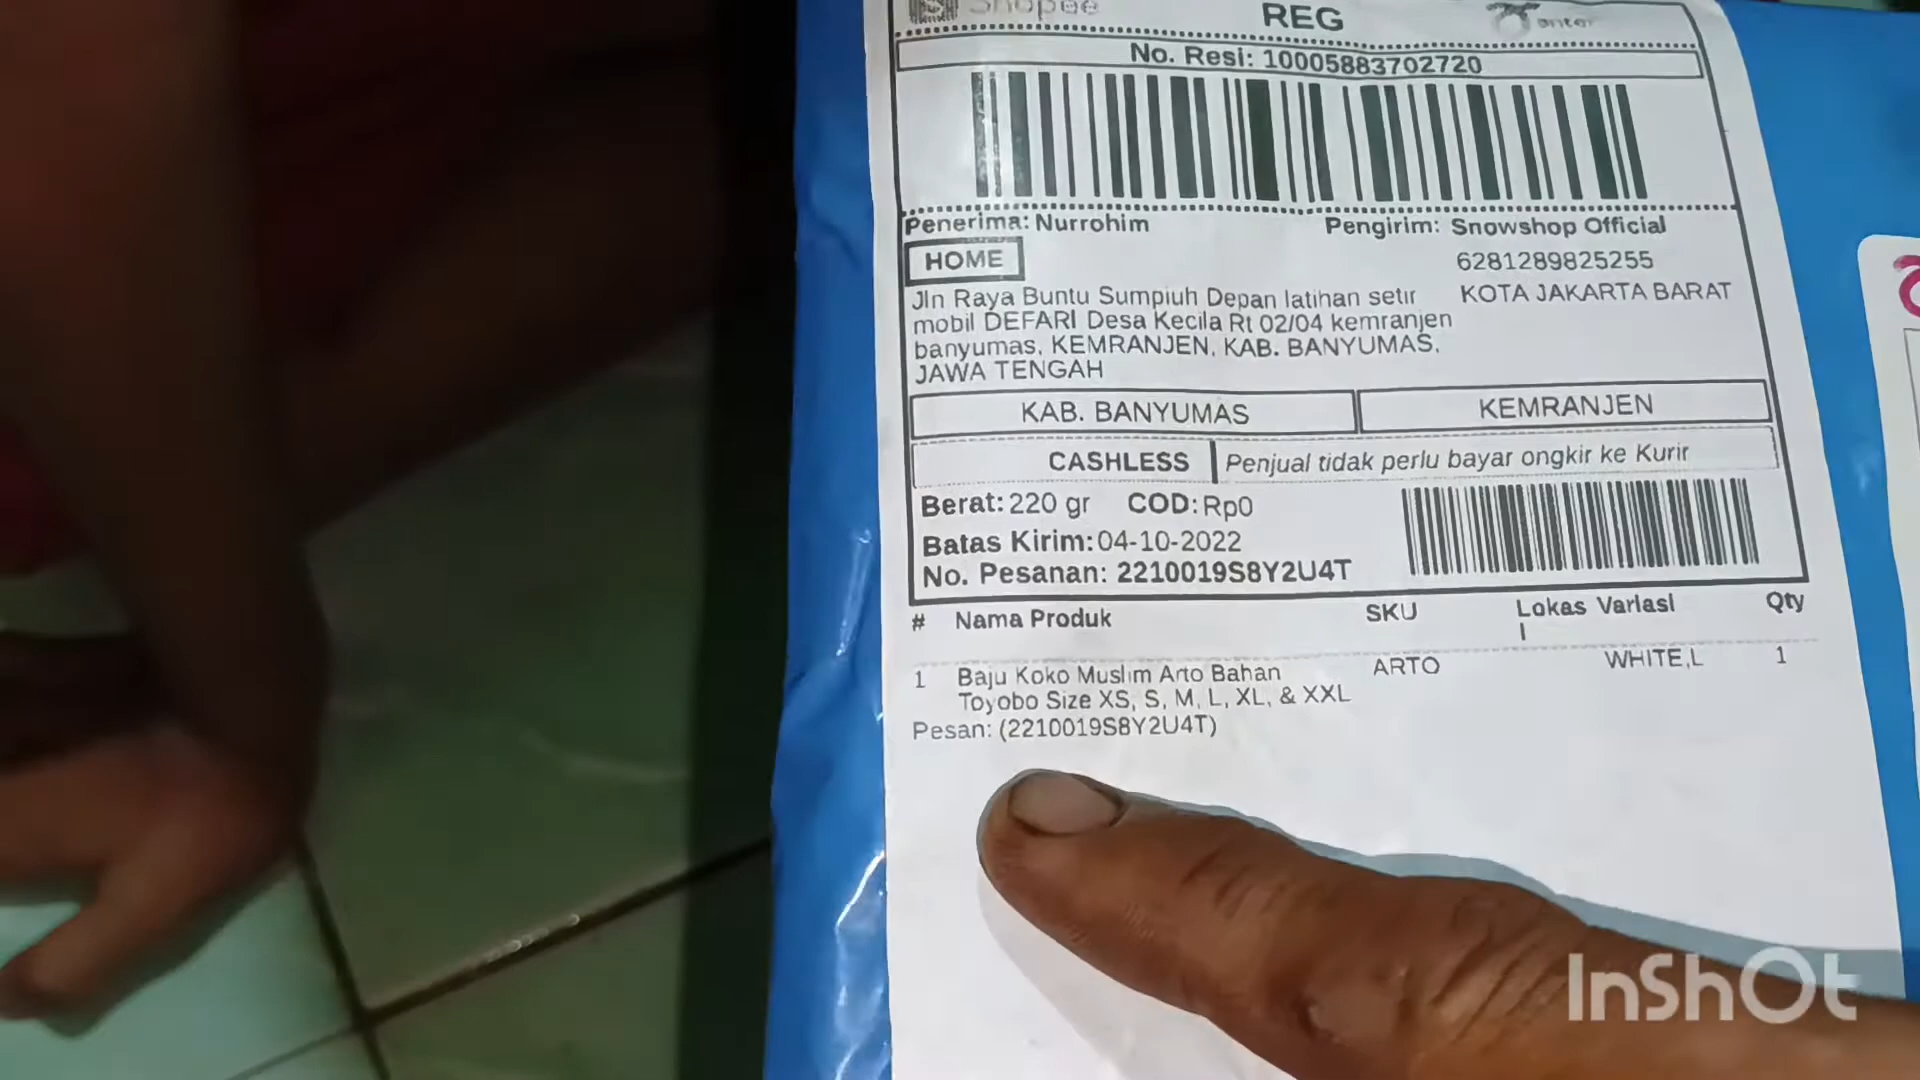 Shopee REG anter
No. Resi: 10005883702720
Penerima: Nurrohim Pengirim: Snowshop Official
HOME 6281289825255
Jln Raya Buntu Sumpiuh Depan latihan setir KOTA JAKARTA BARAT
mobil DEFARI Desa Kecila Rt 02/04 kemranjen
banyumas, KEMRANJEN, KAB. BANYUMAS,
JAWA TENGAH
KAB. BANYUMAS KEMRANJEN
CASHLESS Penjual tidak perlu bayar ongkir ke Kurir
Berat: 220 gr COD: Rp0
Batas Kirim: 04-10-2022
No. Pesanan: 2210019S8Y2U4T
# Nama Produk SKU Lokas Variasi Qty
i
1 Baju Koko Muslim Arto Bahan ARTO WHITE,L 1
Toyobo Size XS, S, M, L, XL, & XXL
Pesan: (2210019S8Y2U4T)
InShOt